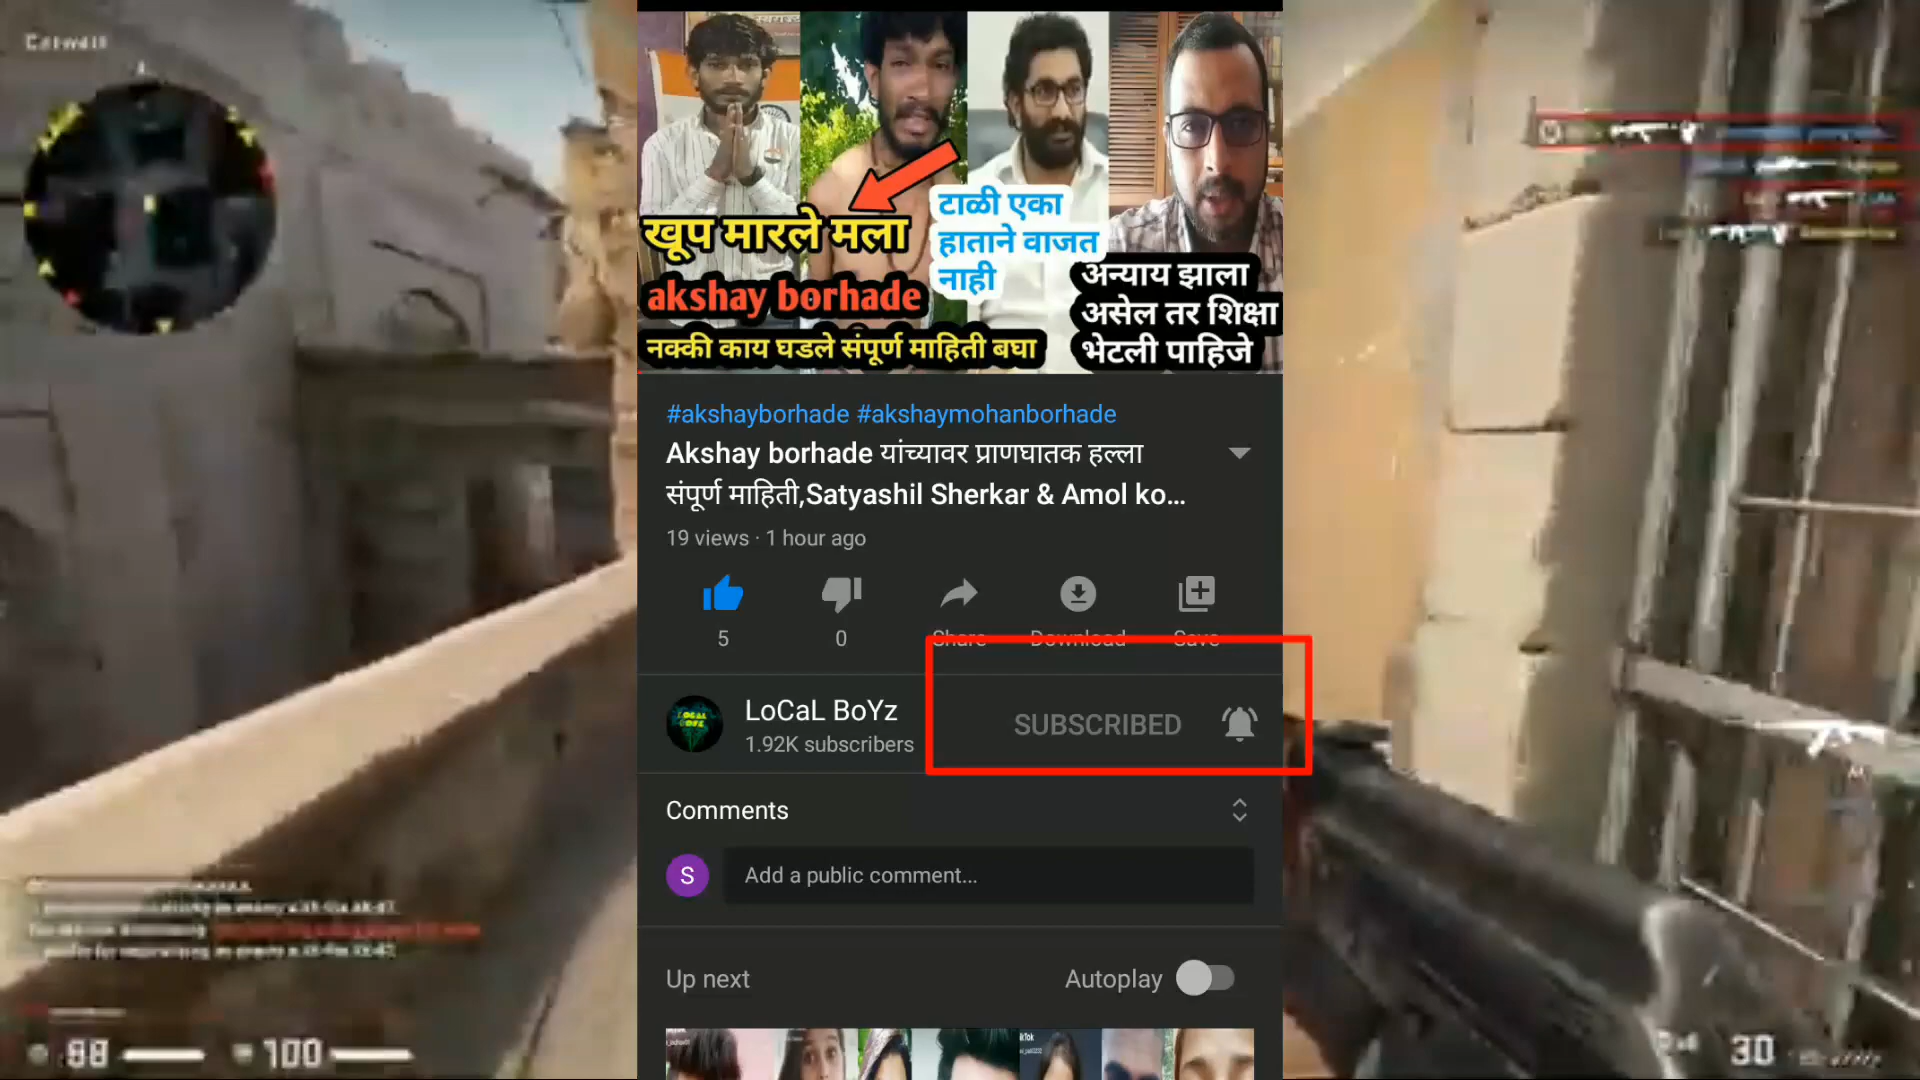 खूप मारले मला
akshay borhade
नक्की काय घडले संपूर्ण माहिती बघा
टाळी एका
हाताने वाजत
नाही
अन्याय झाला
असेल तर शिक्षा
भेटली पाहिजे
#akshayborhade #akshaymohanborhade
Akshay borhade यांच्यावर प्राणघातक हल्ला
संपूर्ण माहिती,Satyashil Sherkar & Amol ko...
19 views · 1 hour ago
5
0
Share
Download
Save
LoCaL BoYz
1.92K subscribers
SUBSCRIBED
Comments
S
Add a public comment...
Up next
Autoplay
98
100
30